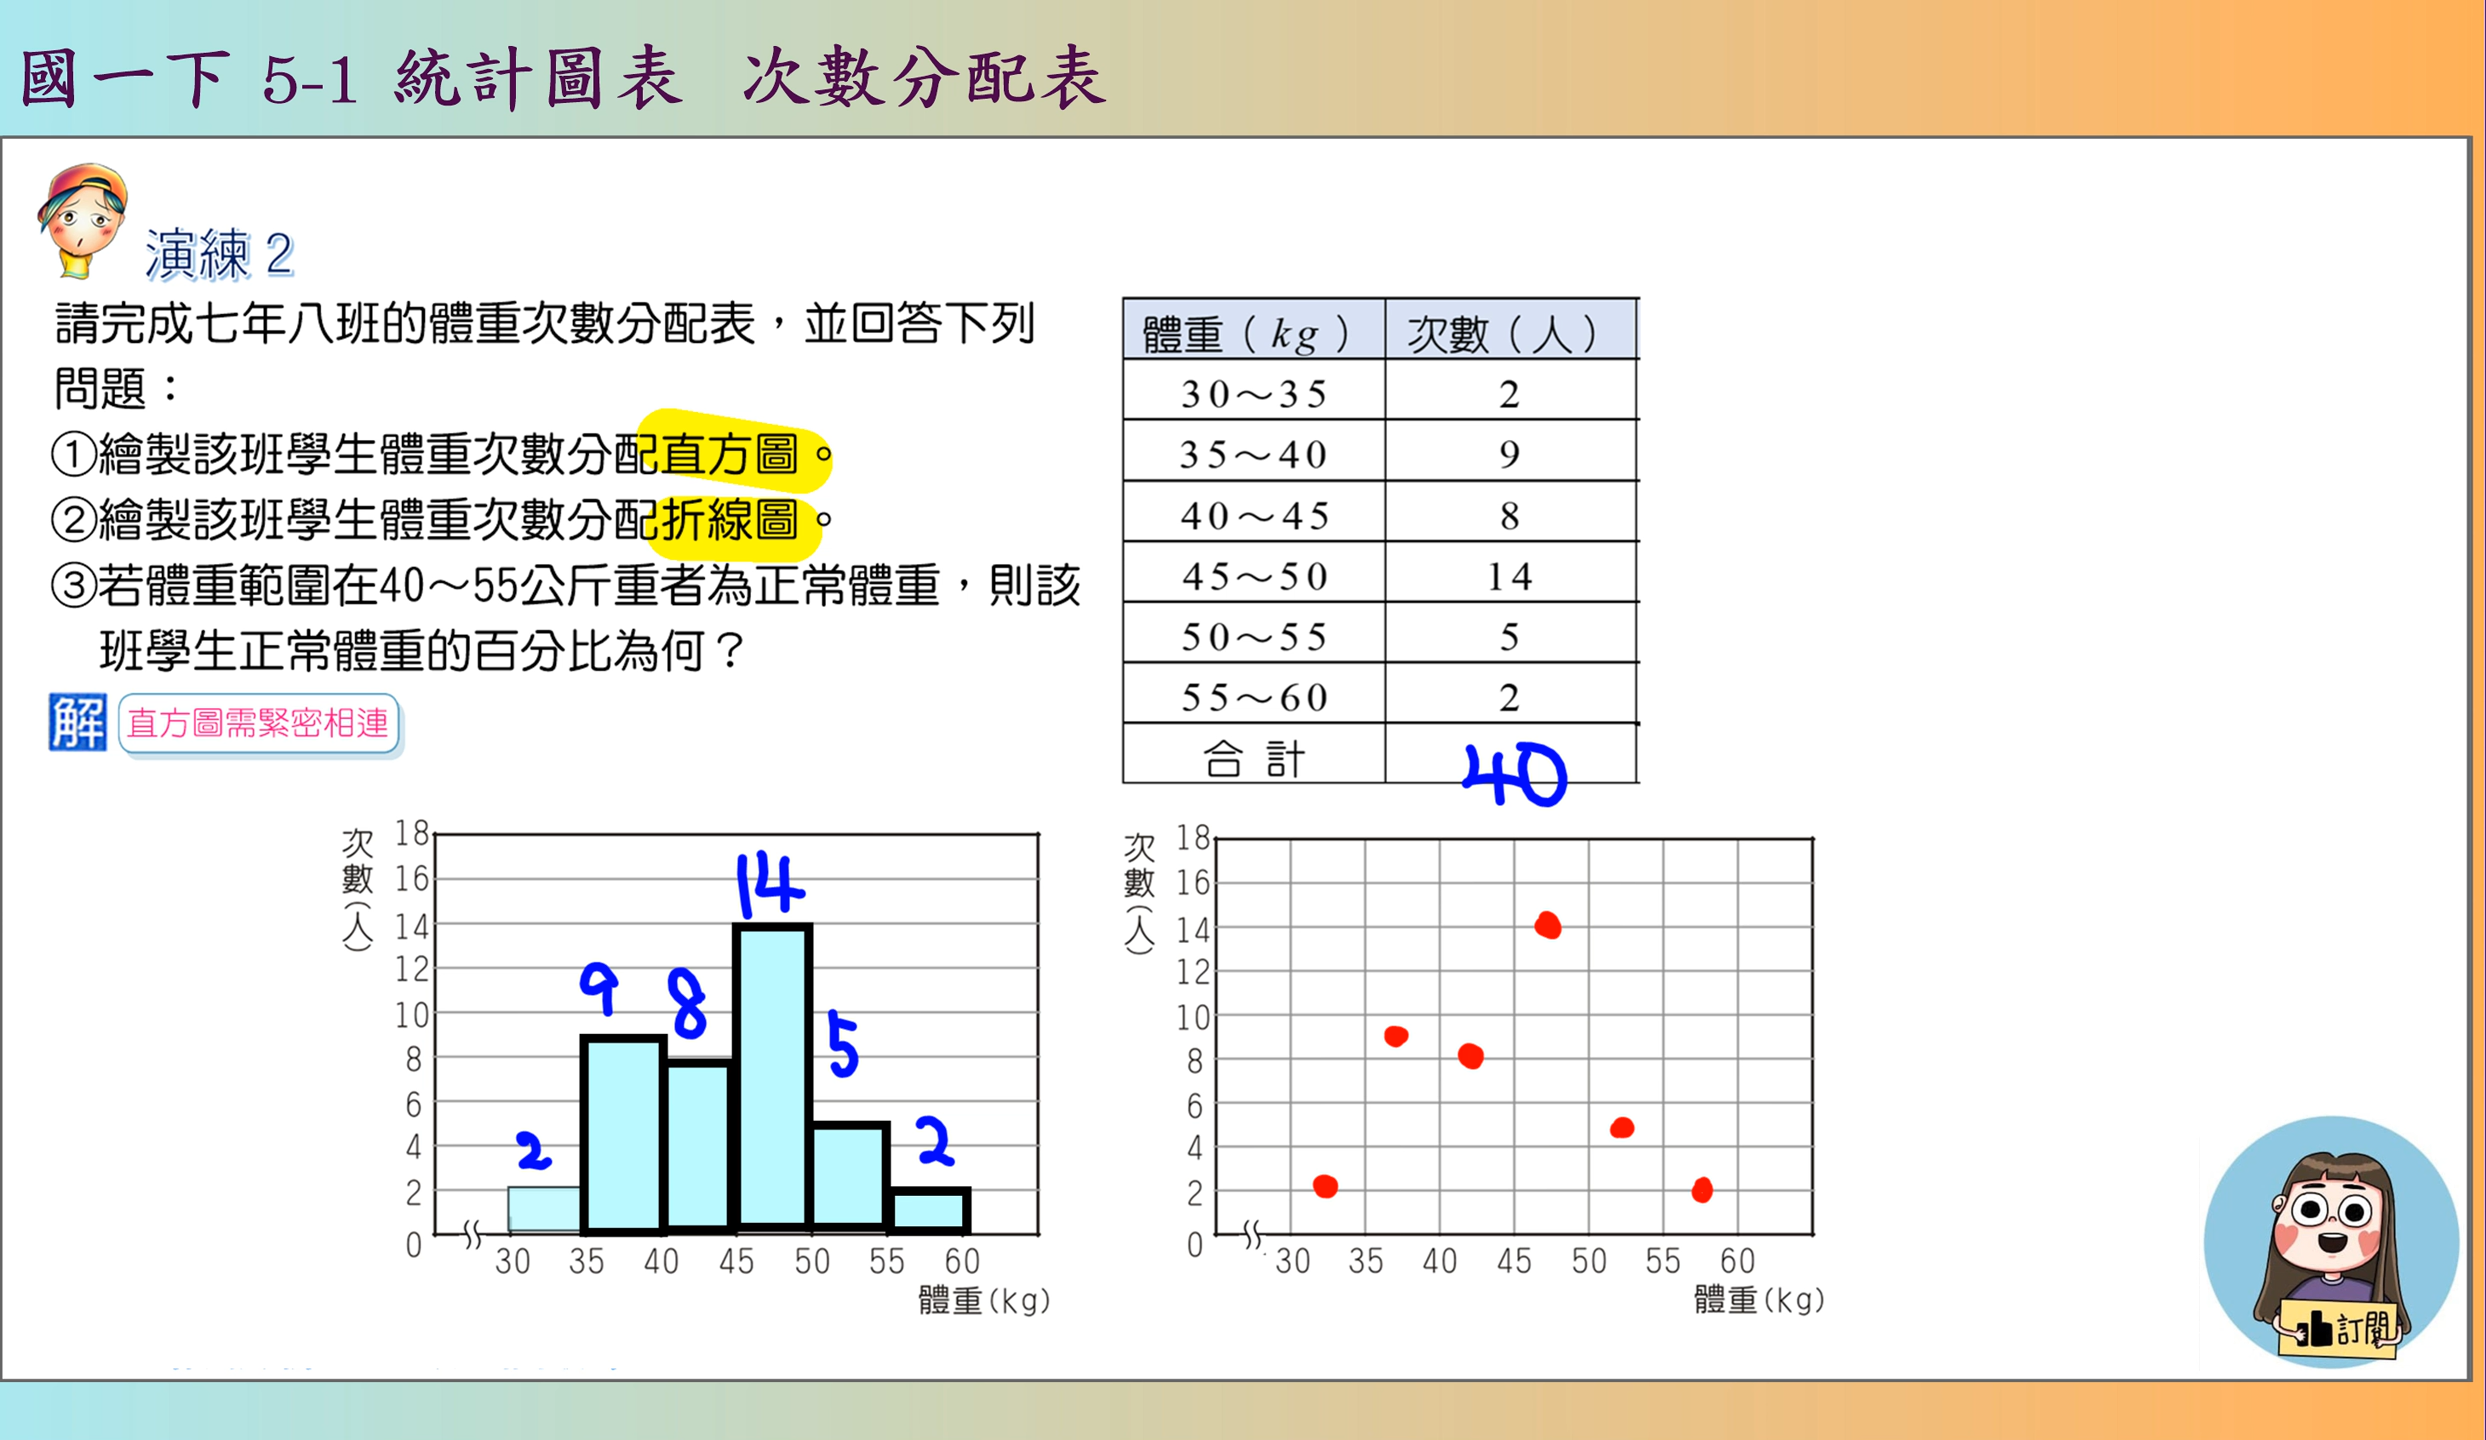 國一下 5-1 統計圖表 次數分配表
演練 2
請完成七年八班的體重次數分配表，並回答下列
問題：
①繪製該班學生體重次數分配直方圖。
②繪製該班學生體重次數分配折線圖。
③若體重範圍在40～55公斤重者為正常體重，則該
班學生正常體重的百分比為何？
解 直方圖需緊密相連
體重（kg） 次數（人）
30～35 2
35～40 9
40～45 8
45～50 14
50～55 5
55～60 2
合計 40
次數(人)
18
16
14
12
10
8
6
4
2
0
2
9
8
14
5
2
30 35 40 45 50 55 60
體重(kg)
次數(人)
18
16
14
12
10
8
6
4
2
0
30 35 40 45 50 55 60
體重(kg)
訂閱